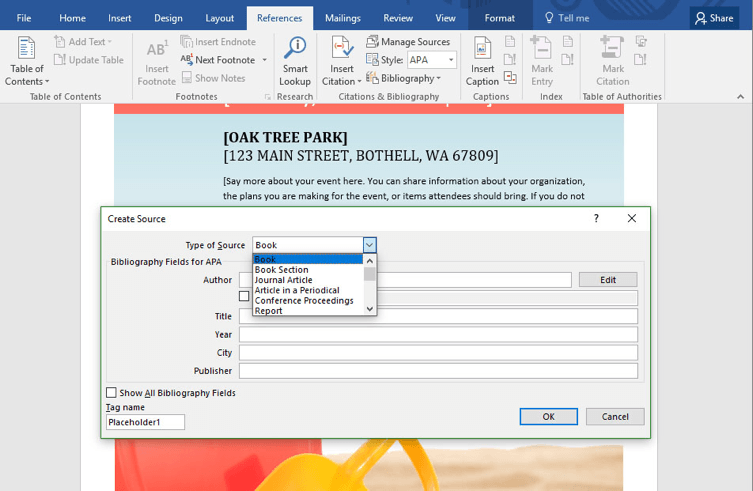 File Home Insert Design Layout References Mailings Review View Format Tell me Share
Table of Contents
Add Text
Update Table
Table of Contents
AB1
Insert Footnote
Insert Endnote
Next Footnote
Show Notes
Footnotes
Smart Lookup
Research
Insert Citation
Manage Sources
Style: APA
Bibliography
Citations & Bibliography
Insert Caption
Captions
Mark Entry
Index
Mark Citation
Table of Authorities
[OAK TREE PARK]
[123 MAIN STREET, BOTHELL, WA 67809]
[Say more about your event here. You can share information about your organization,
the plans you are making for the event, or items attendees should bring. If you do not
Create Source ?
Type of Source Book
Book
Book Section
Journal Article
Article in a Periodical
Conference Proceedings
Report
Bibliography Fields for APA
Author Edit
Title
Year
City
Publisher
Show All Bibliography Fields
Tag name
Placeholder1
OK Cancel